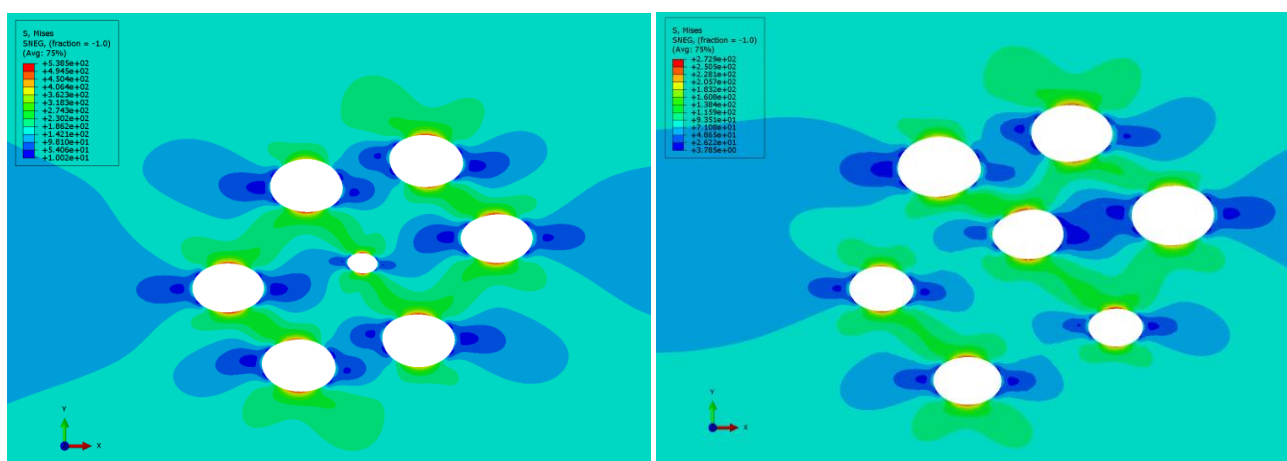 S, Mises
SNEG, (fraction = -1.0)
(Avg: 75%)
+5.385e+02
+4.945e+02
+4.504e+02
+4.064e+02
+3.623e+02
+3.183e+02
+2.743e+02
+2.302e+02
+1.862e+02
+1.421e+02
+9.810e+01
+5.406e+01
+1.002e+01
Y
X
S, Mises
SNEG, (fraction = -1.0)
(Avg: 75%)
+2.729e+02
+2.505e+02
+2.281e+02
+2.057e+02
+1.832e+02
+1.608e+02
+1.384e+02
+1.159e+02
+9.351e+01
+7.108e+01
+4.865e+01
+2.622e+01
+3.785e+00
Y
X